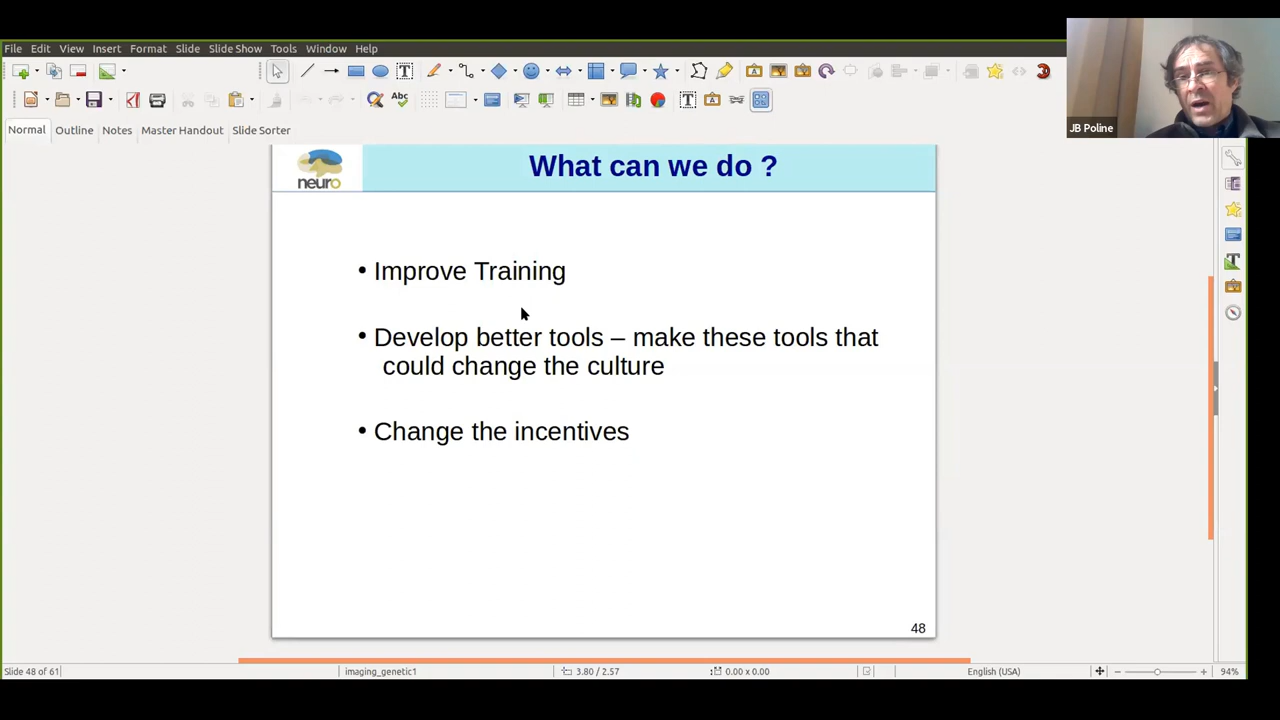 File Edit View Insert Format Slide Slide Show Tools Window Help
JB Poline
Abc
Normal Outline Notes Master Handout Slide Sorter
neuro
What can we do ?
• Improve Training
• Develop better tools – make these tools that
could change the culture
• Change the incentives
48
Slide 48 of 61 imaging_genetic1 3.80 / 2.57 0.00 x 0.00 English (USA) 94%